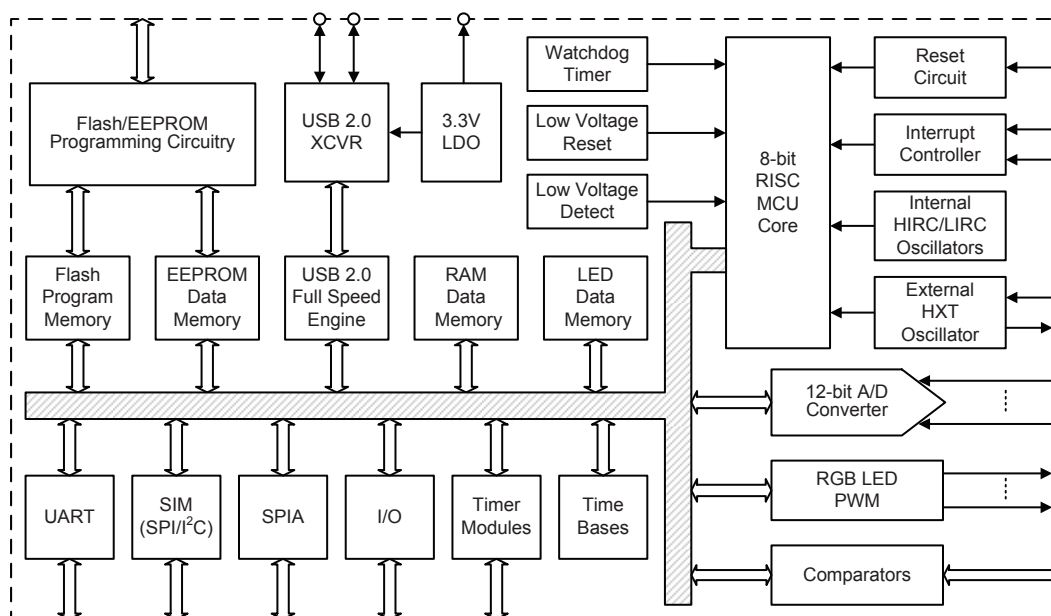 Flash/EEPROM
Programming Circuitry
USB 2.0
XCVR
3.3V
LDO
Watchdog
Timer
Low Voltage
Reset
Low Voltage
Detect
8-bit
RISC
MCU
Core
Reset
Circuit
Interrupt
Controller
Internal
HIRC/LIRC
Oscillators
External
HXT
Oscillator
Flash
Program
Memory
EEPROM
Data
Memory
USB 2.0
Full Speed
Engine
RAM
Data
Memory
LED
Data
Memory
12-bit A/D
Converter
RGB LED
PWM
Comparators
UART
SIM
(SPI/I²C)
SPIA
I/O
Timer
Modules
Time
Bases